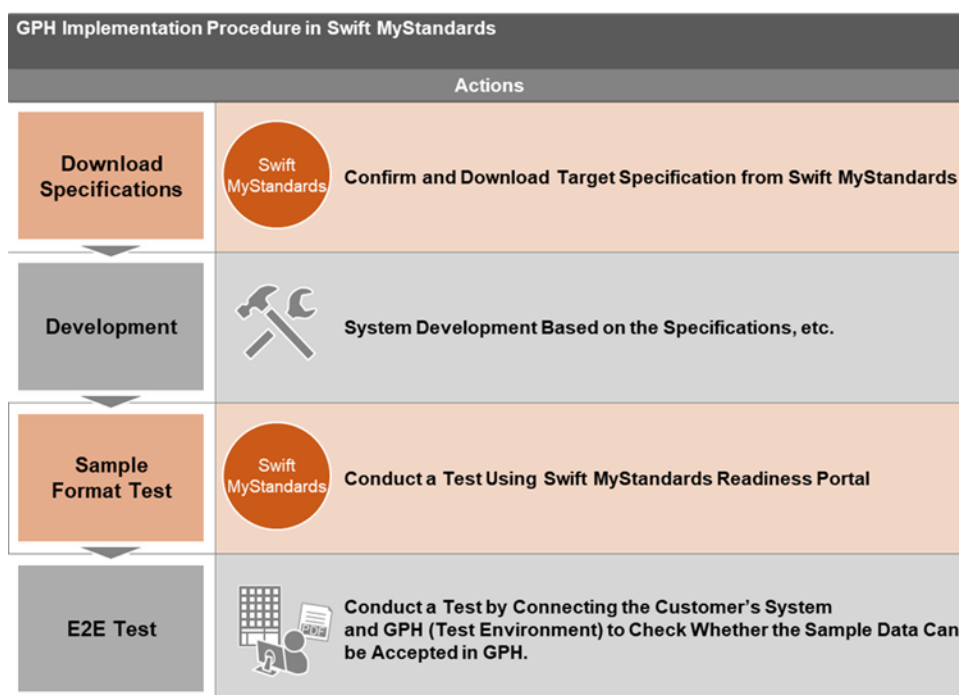 GPH Implementation Procedure in Swift MyStandards
Actions
Download
Specifications
Swift
MyStandards
Confirm and Download Target Specification from Swift MyStandards
Development
System Development Based on the Specifications, etc.
Sample
Format Test
Swift
MyStandards
Conduct a Test Using Swift MyStandards Readiness Portal
E2E Test
PDF
Conduct a Test by Connecting the Customer's System
and GPH (Test Environment) to Check Whether the Sample Data Can
be Accepted in GPH.